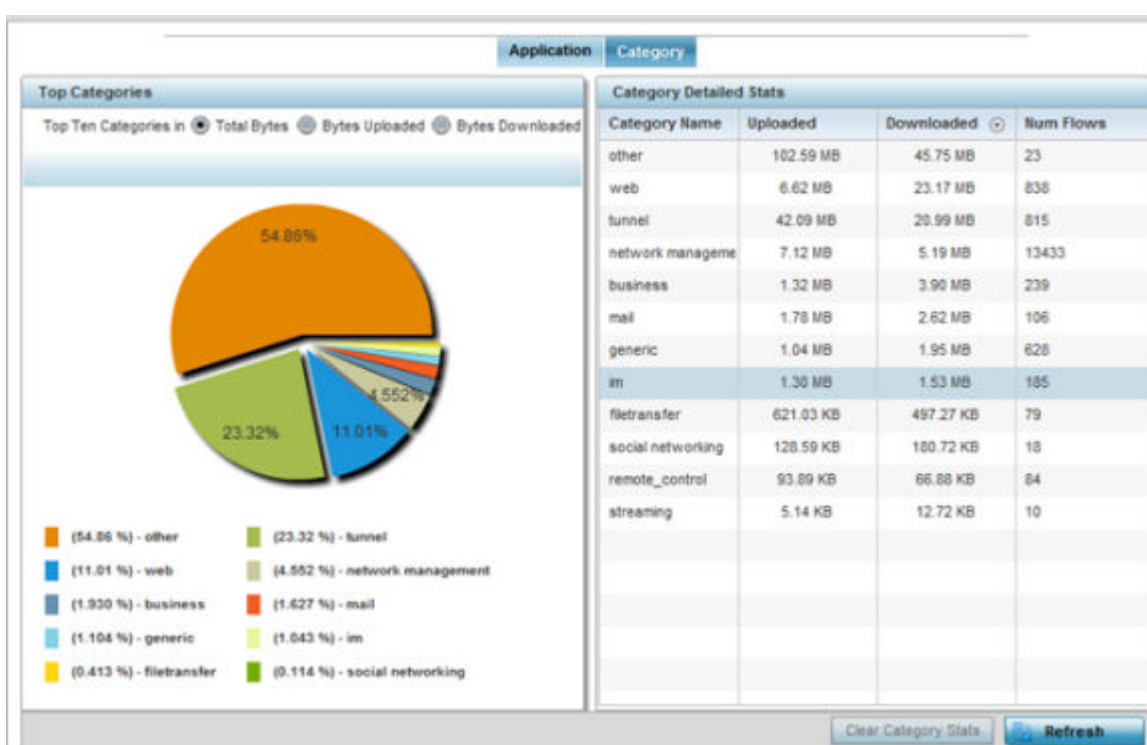 Application Category
Top Categories
Top Ten Categories in Total Bytes Bytes Uploaded Bytes Downloaded
54.86%
4.552%
23.32%
11.01%
(54.86 %) - other
(23.32 %) - tunnel
(11.01 %) - web
(4.552 %) - network management
(1.930 %) - business
(1.627 %) - mail
(1.104 %) - generic
(1.043 %) - im
(0.413 %) - filetransfer
(0.114 %) - social networking
Category Detailed Stats
Category Name Uploaded Downloaded Num Flows
other 102.59 MB 45.75 MB 23
web 6.62 MB 23.17 MB 838
tunnel 42.09 MB 20.99 MB 815
network manageme 7.12 MB 5.19 MB 13433
business 1.32 MB 3.90 MB 239
mail 1.78 MB 2.62 MB 106
generic 1.04 MB 1.95 MB 628
im 1.30 MB 1.53 MB 185
filetransfer 621.03 KB 497.27 KB 79
social networking 128.59 KB 180.72 KB 18
remote_control 93.89 KB 66.88 KB 84
streaming 5.14 KB 12.72 KB 10
Clear Category Stats Refresh